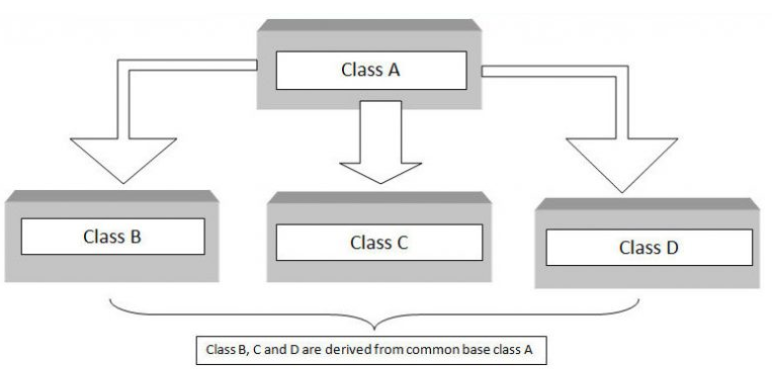 Class A
Class B
Class C
Class D
Class B, C and D are derived from common base class A